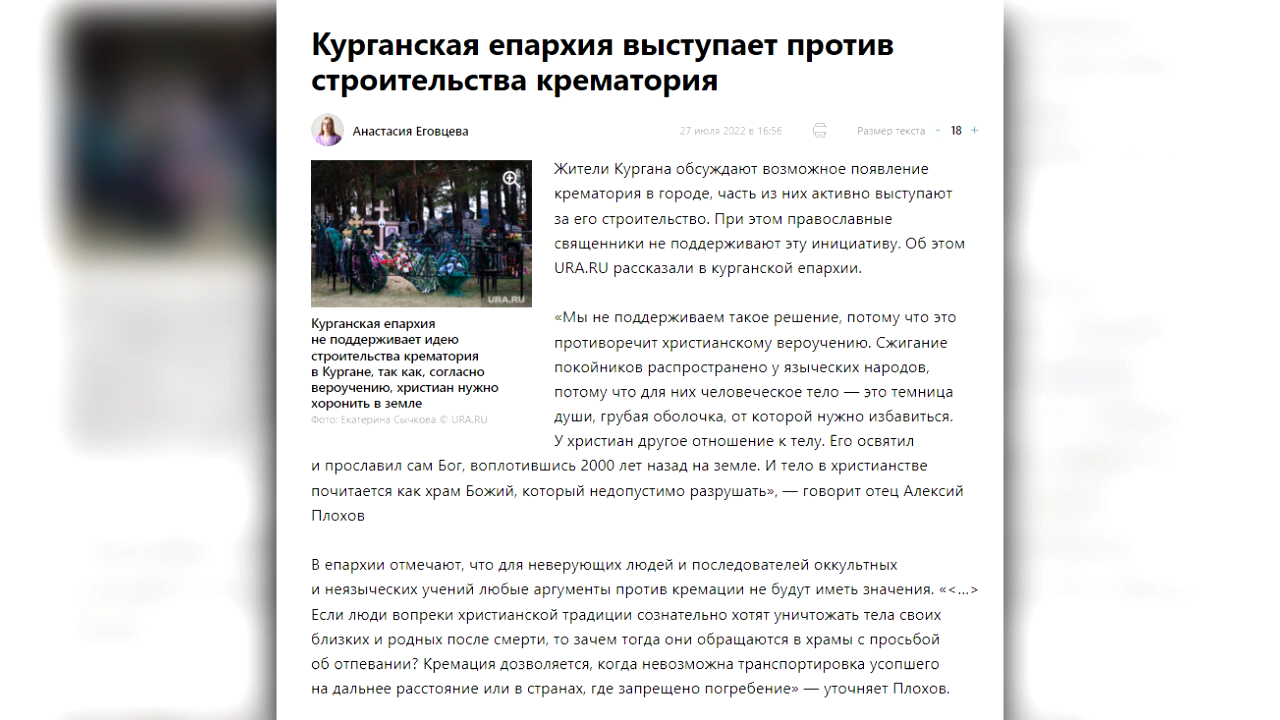 Курганская епархия выступает против
строительства крематория
Анастасия Еговцева
27 июля 2022 в 16:56
Размер текста - 18 +
URA.RU
Курганская епархия
не поддерживает идею
строительства крематория
в Кургане, так как, согласно
вероучению, христиан нужно
хоронить в земле
Фото: Екатерина Сычкова © URA.RU
Жители Кургана обсуждают возможное появление
крематория в городе, часть из них активно выступают
за его строительство. При этом православные
священники не поддерживают эту инициативу. Об этом
URA.RU рассказали в курганской епархии.
«Мы не поддерживаем такое решение, потому что это
противоречит христианскому вероучению. Сжигание
покойников распространено у языческих народов,
потому что для них человеческое тело — это темница
души, грубая оболочка, от которой нужно избавиться.
У христиан другое отношение к телу. Его освятил
и прославил сам Бог, воплотившись 2000 лет назад на земле. И тело в христианстве
почитается как храм Божий, который недопустимо разрушать», — говорит отец Алексий
Плохов
В епархии отмечают, что для неверующих людей и последователей оккультных
и неязыческих учений любые аргументы против кремации не будут иметь значения. «<...>
Если люди вопреки христианской традиции сознательно хотят уничтожать тела своих
близких и родных после смерти, то зачем тогда они обращаются в храмы с просьбой
об отпевании? Кремация дозволяется, когда невозможна транспортировка усопшего
на дальнее расстояние или в странах, где запрещено погребение» — уточняет Плохов.